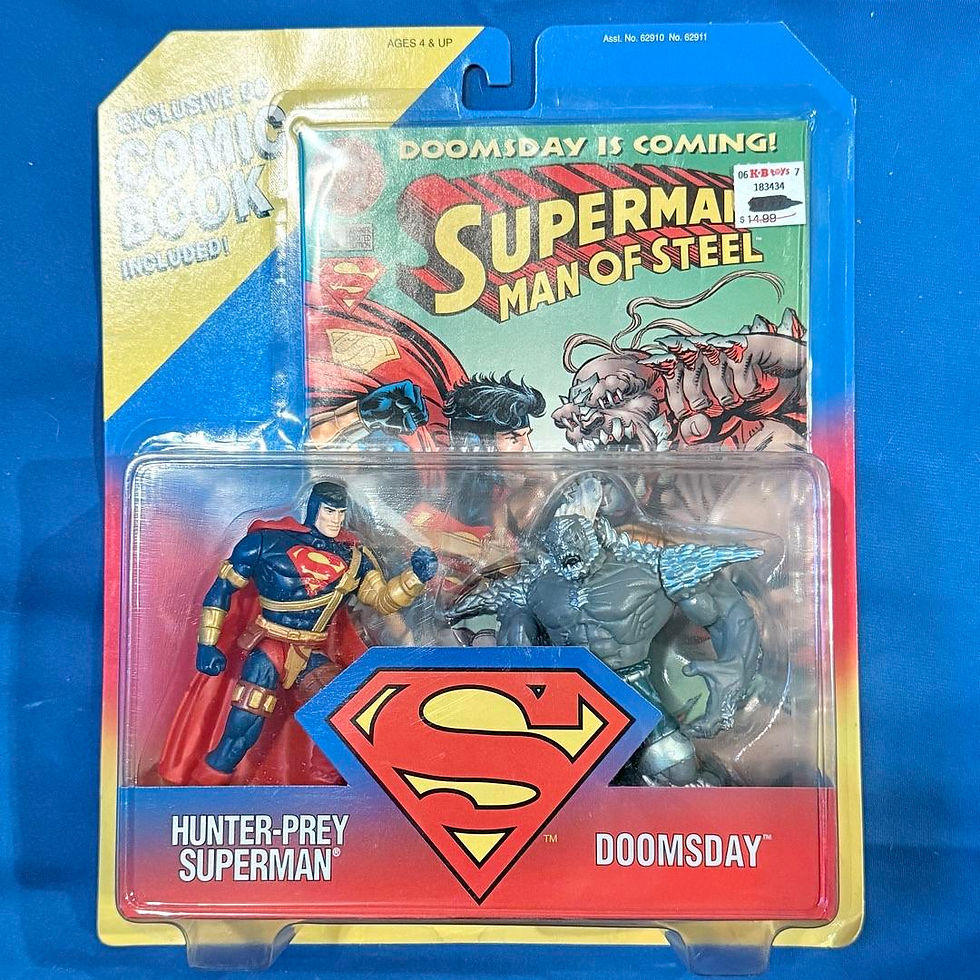 AGES 4 & UP
Asst. No. 62910 No. 62911
EXCLUSIVE DC
COMIC
BOOK
INCLUDED!
DOOMSDAY IS COMING!
06 K·B toys 7
183434
$14.99
SUPERMAN
MAN OF STEEL™
HUNTER-PREY
SUPERMAN®
™
DOOMSDAY™